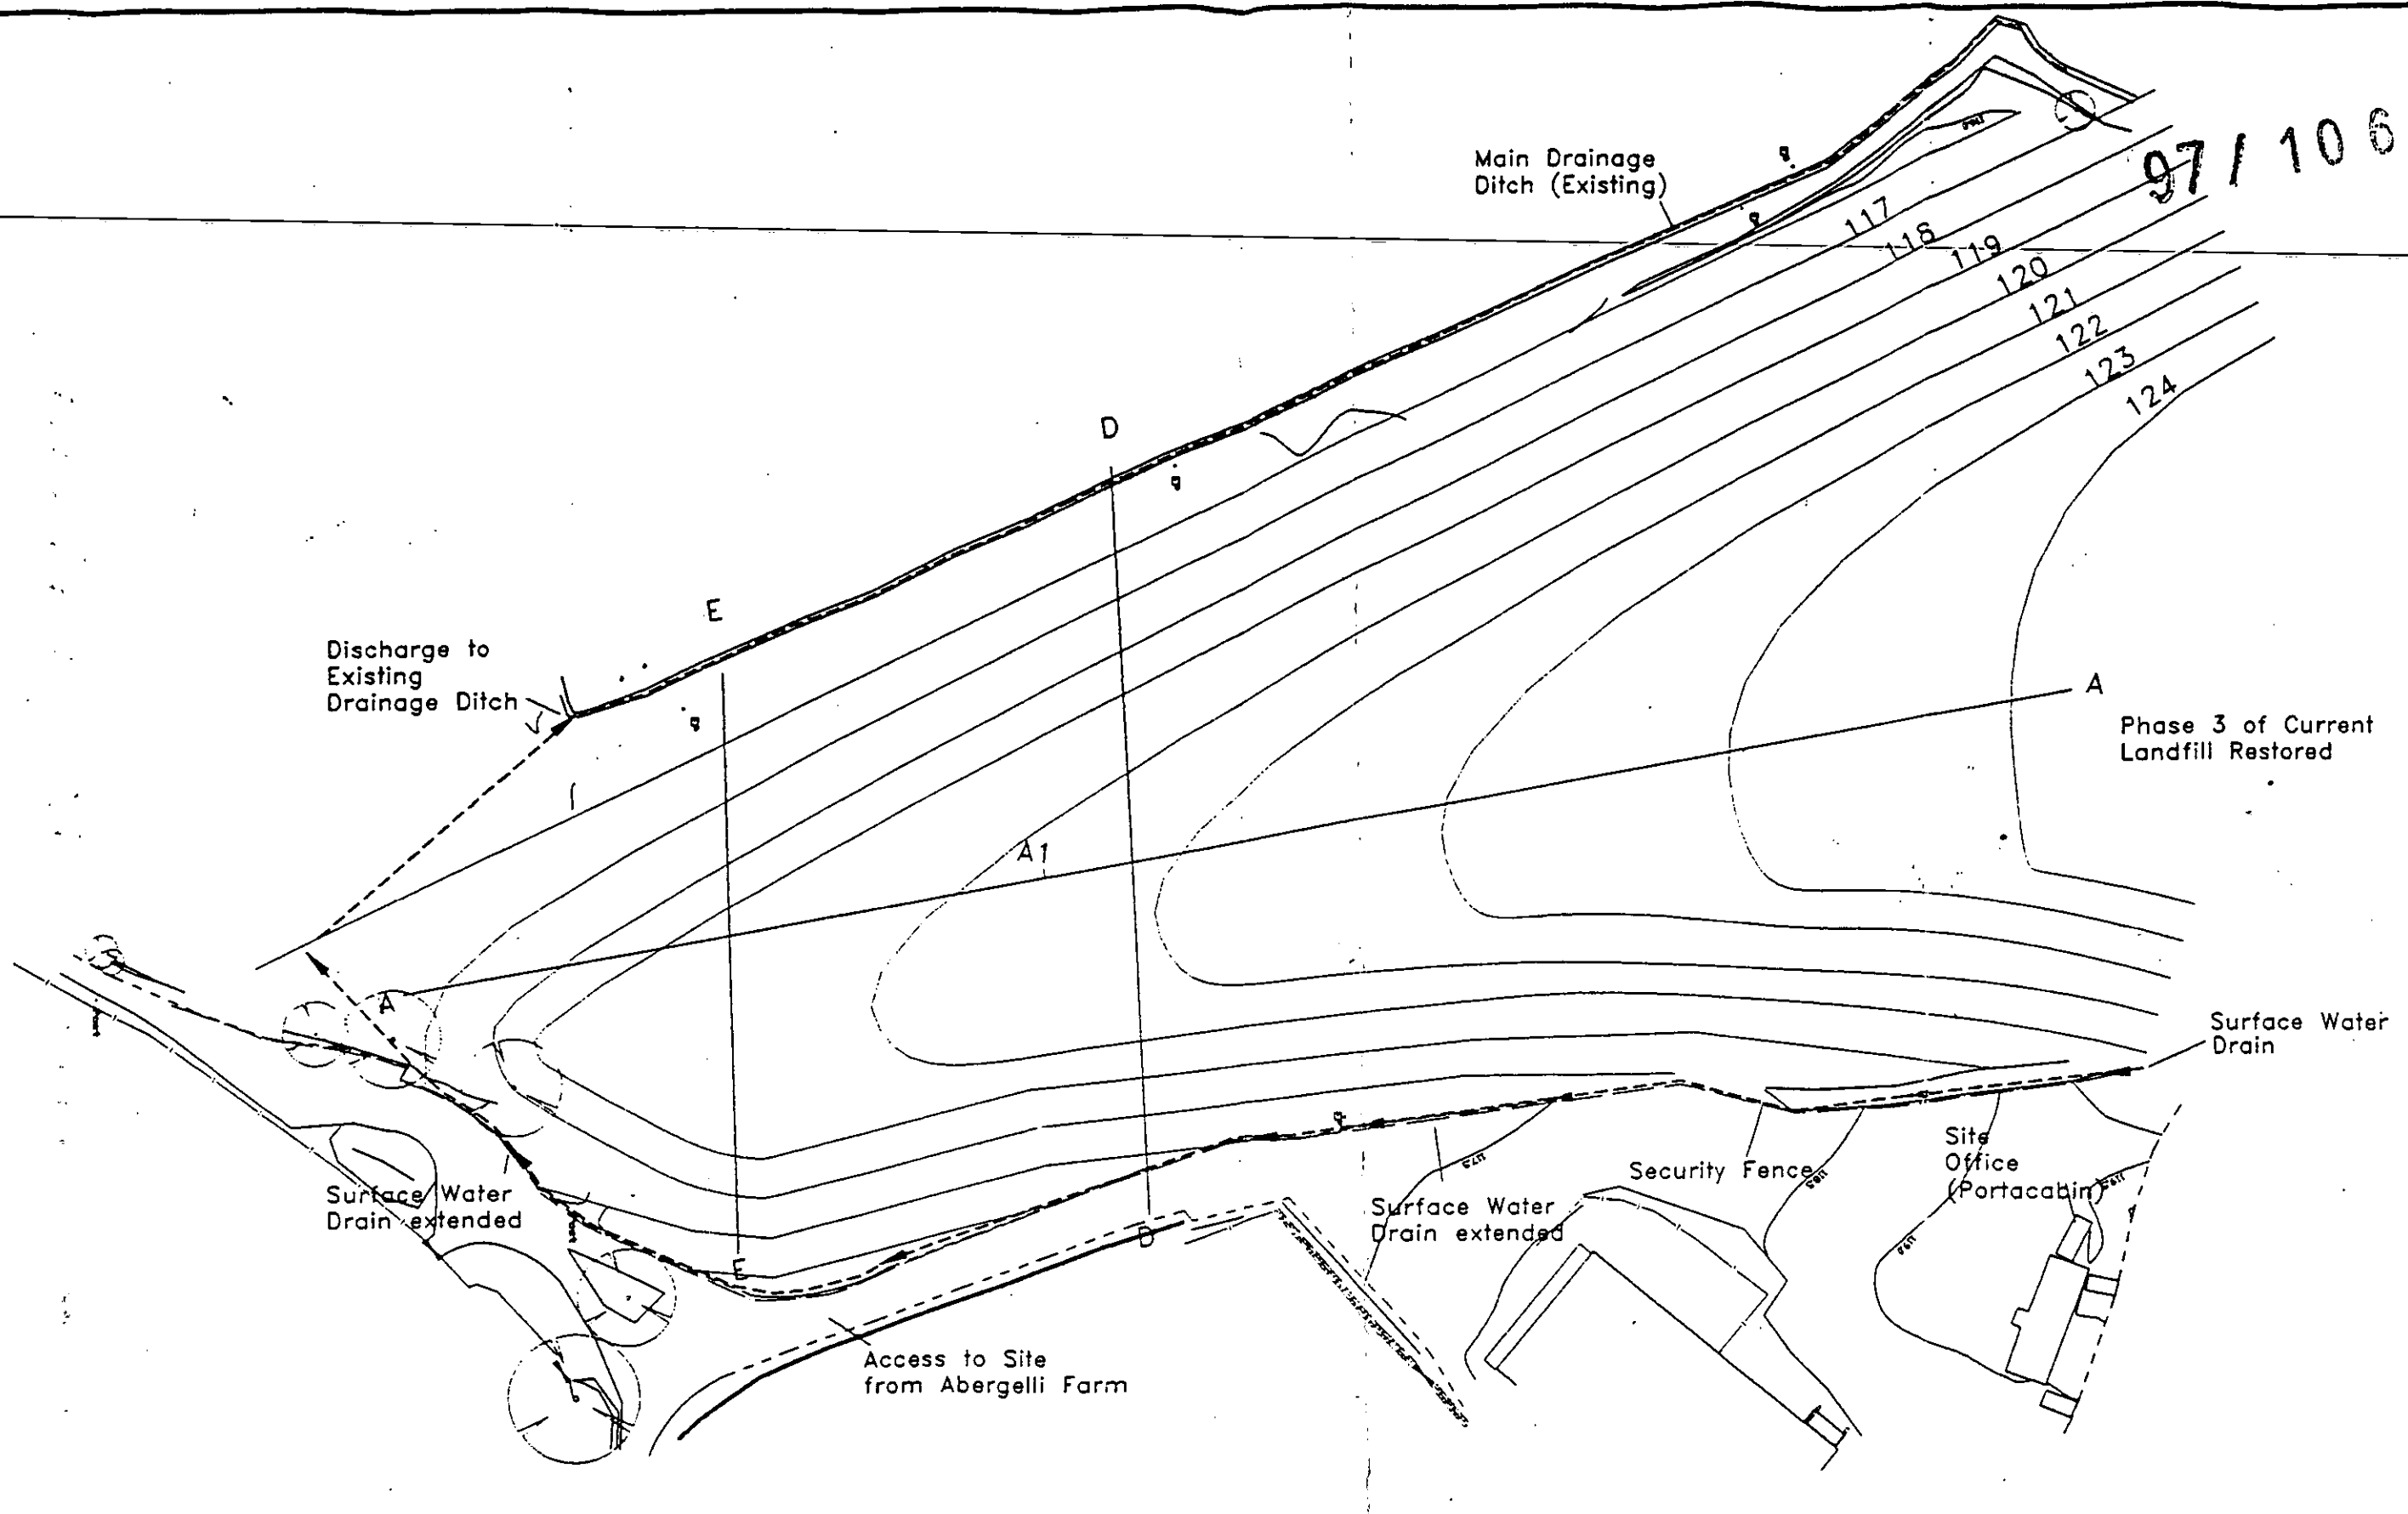 97/106
Main Drainage
Ditch (Existing)
117
118
119
120
121
122
123
124
D
E
Discharge to
Existing
Drainage Ditch
A
Phase 3 of Current
Landfill Restored
A1
A
Surface Water
Drain
Site
Office
(Portacabin)
Security Fence
Surface Water
Drain extended
Surface Water
Drain extended
D
E
Access to Site
from Abergelli Farm